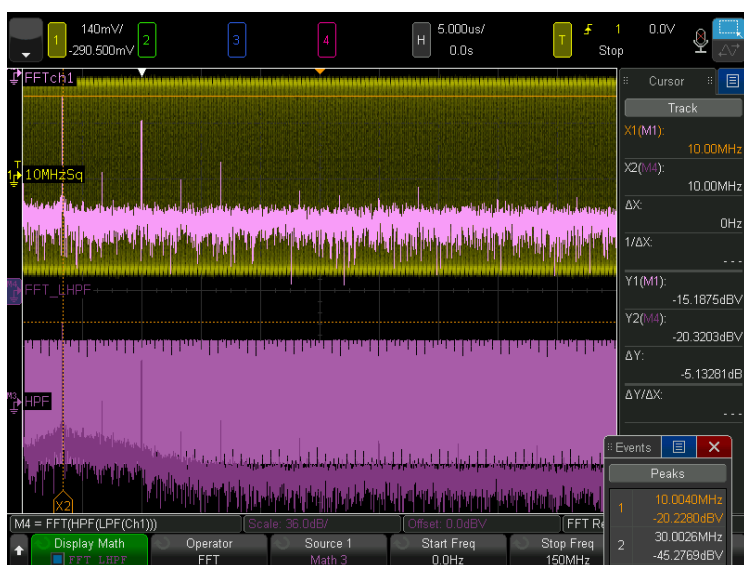 1 140mV/ 2 3 4 H 5.000us/ T 1 0.0V
-290.500mV 0.0s Stop
FFTch1
10MHzSq
FFT_LHPF
HPF
X2
Cursor
Track
X1(M1):
10.00MHz
X2(M4):
10.00MHz
ΔX:
0Hz
1/ΔX:
---
Y1(M1):
-15.1875dBV
Y2(M4):
-20.3203dBV
ΔY:
-5.13281dB
ΔY/ΔX:
---
Events
Peaks
1 10.0040MHz
-20.2280dBV
2 30.0026MHz
-45.2769dBV
M4 = FFT(HPF(LPF(Ch1))) Scale: 36.0dB/ Offset: 0.0dBV FFT Re
Display Math Operator Source 1 Start Freq Stop Freq
FFT_LHPF FFT Math 3 0.0Hz 150MHz